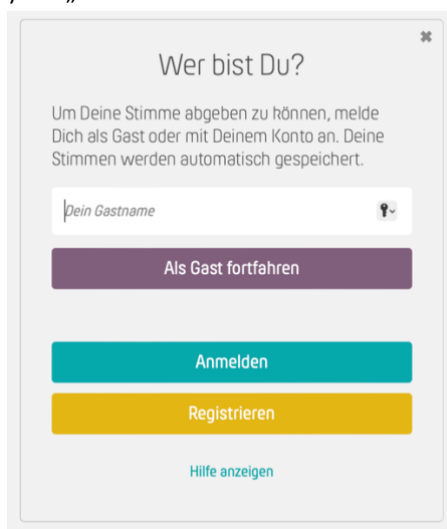 Wer bist Du?
Um Deine Stimme abgeben zu können, melde
Dich als Gast oder mit Deinem Konto an. Deine
Stimmen werden automatisch gespeichert.
Dein Gastname
Als Gast fortfahren
Anmelden
Registrieren
Hilfe anzeigen